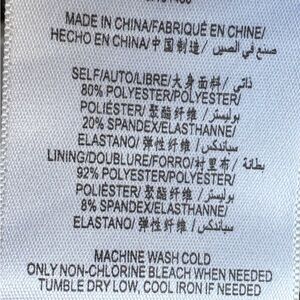 MADE IN CHINA/FABRIQUÉ EN CHINE/
HECHO EN CHINA/中国制造/ صنع في الصين
SELF/AUTO/LIBRE/大身面料/ ذاتي
80% POLYESTER/POLYESTER/
POLIÉSTER/聚酯纤维 / بوليستر
20% SPANDEX/ELASTHANNE/
ELASTANO/ 弹性纤维 / سباندكس
LINING/DOUBLURE/FORRO/衬里布/ بطانة
92% POLYESTER/POLYESTER/
POLIÉSTER/ 聚酯纤维 / بوليستر
8% SPANDEX/ELASTHANNE/
ELASTANO/ 弹性纤维 / سباندكس
MACHINE WASH COLD
ONLY NON-CHLORINE BLEACH WHEN NEEDED
TUMBLE DRY LOW, COOL IRON IF NEEDED